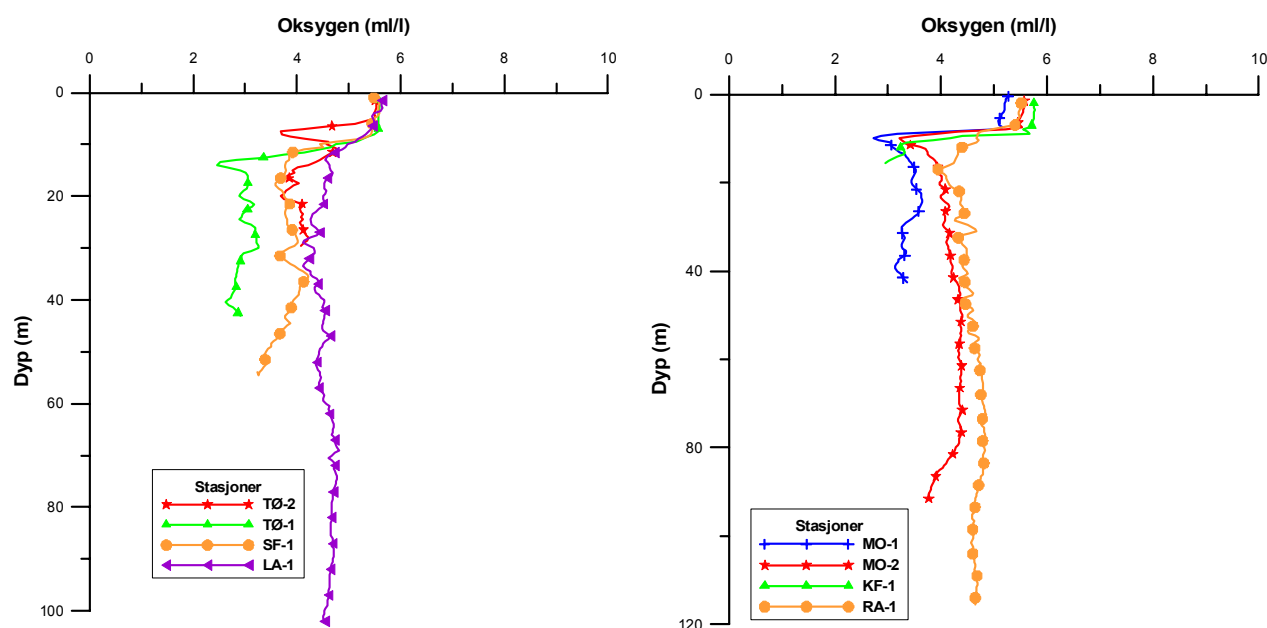 Oksygen (ml/l)
0 2 4 6 8 10
0
20
40
60
80
100
Dyp (m)
Stasjoner
TØ-2
TØ-1
SF-1
LA-1
Oksygen (ml/l)
0 2 4 6 8 10
0
40
80
120
Dyp (m)
Stasjoner
MO-1
MO-2
KF-1
RA-1